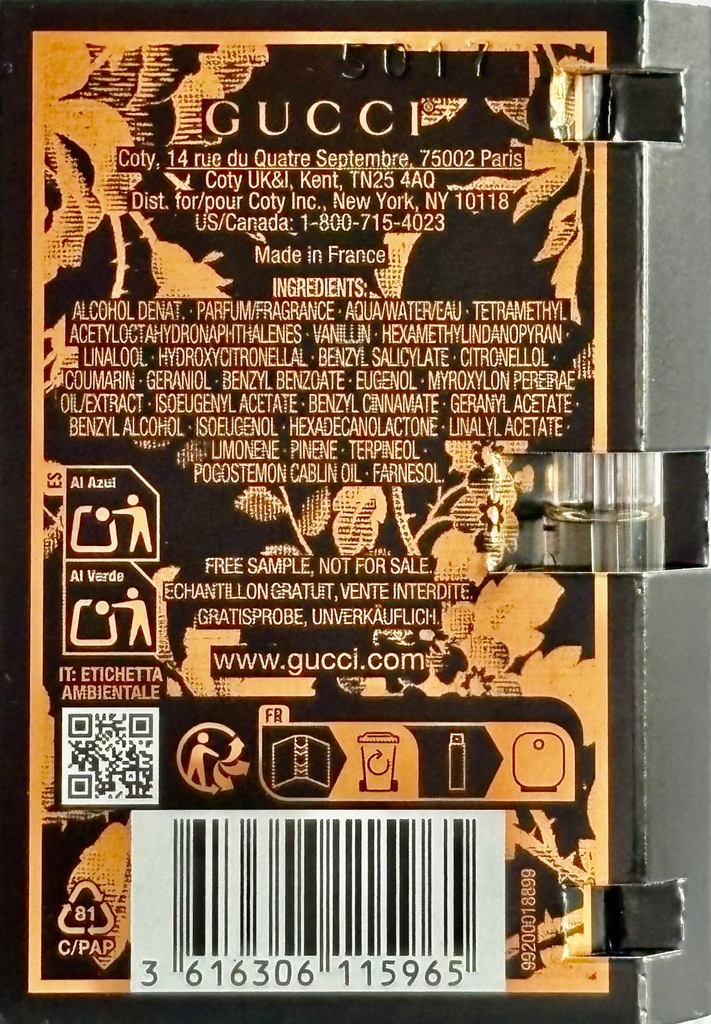 5017
GUCCI®
Coty, 14 rue du Quatre Septembre, 75002 Paris
Coty UK&I, Kent, TN25 4AQ
Dist. for/pour Coty Inc., New York, NY 10118
US/Canada: 1-800-715-4023
Made in France
INGREDIENTS:
ALCOHOL DENAT. · PARFUM/FRAGRANCE · AQUA/WATER/EAU · TETRAMETHYL
ACETYLOCTAHYDRONAPHTHALENES · VANILLIN · HEXAMETHYLINDANOPYRAN ·
LINALOOL · HYDROXYCITRONELLAL · BENZYL SALICYLATE · CITRONELLOL ·
COUMARIN · GERANIOL · BENZYL BENZOATE · EUGENOL · MYROXYLON PEREIRAE
OIL/EXTRACT · ISOEUGENYL ACETATE · BENZYL CINNAMATE · GERANYL ACETATE ·
BENZYL ALCOHOL · ISOEUGENOL · HEXADECANOLACTONE · LINALYL ACETATE ·
LIMONENE · PINENE · TERPINEOL ·
POGOSTEMON CABLIN OIL · FARNESOL.
ES
Al Azul
Al Verde
FREE SAMPLE, NOT FOR SALE.
ECHANTILLON GRATUIT, VENTE INTERDITE.
GRATISPROBE, UNVERKÄUFLICH.
www.gucci.com
IT: ETICHETTA
AMBIENTALE
FR
81
C/PAP
3 616306 115965
99200018899